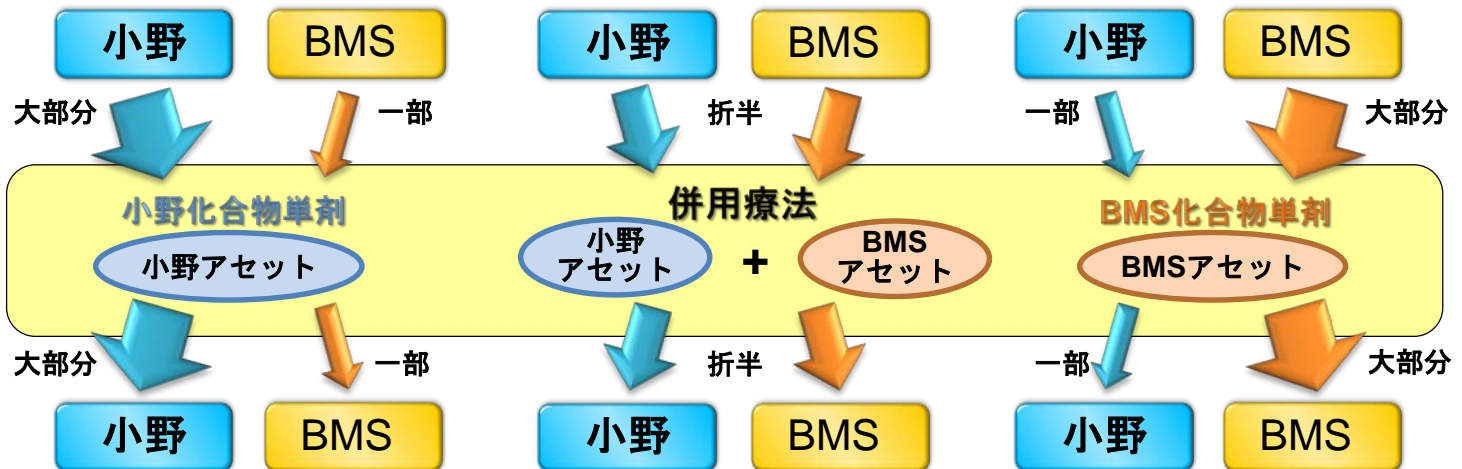 小野 BMS 小野 BMS 小野 BMS
大部分 一部 折半 一部 大部分
小野化合物単剤 併用療法 BMS化合物単剤
小野アセット 小野 + BMS BMSアセット
アセット アセット
大部分 一部 折半 一部 大部分
小野 BMS 小野 BMS 小野 BMS